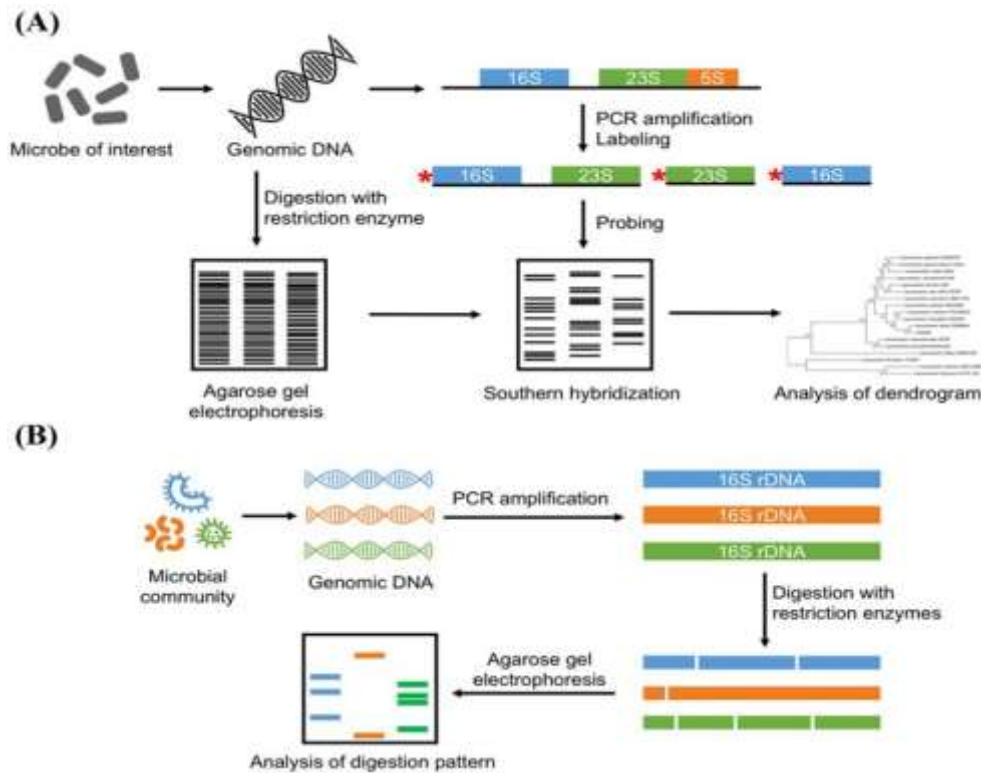 (A)
16S 23S 5S
PCR amplification
Labeling
Microbe of interest
Genomic DNA
* 16S 23S * 23S * 16S
Digestion with
restriction enzyme
Probing
Agarose gel
electrophoresis
Southern hybridization
Analysis of dendrogram
(B)
PCR amplification
16S rDNA
16S rDNA
16S rDNA
Microbial
community
Genomic DNA
Digestion with
restriction enzymes
Agarose gel
electrophoresis
Analysis of digestion pattern